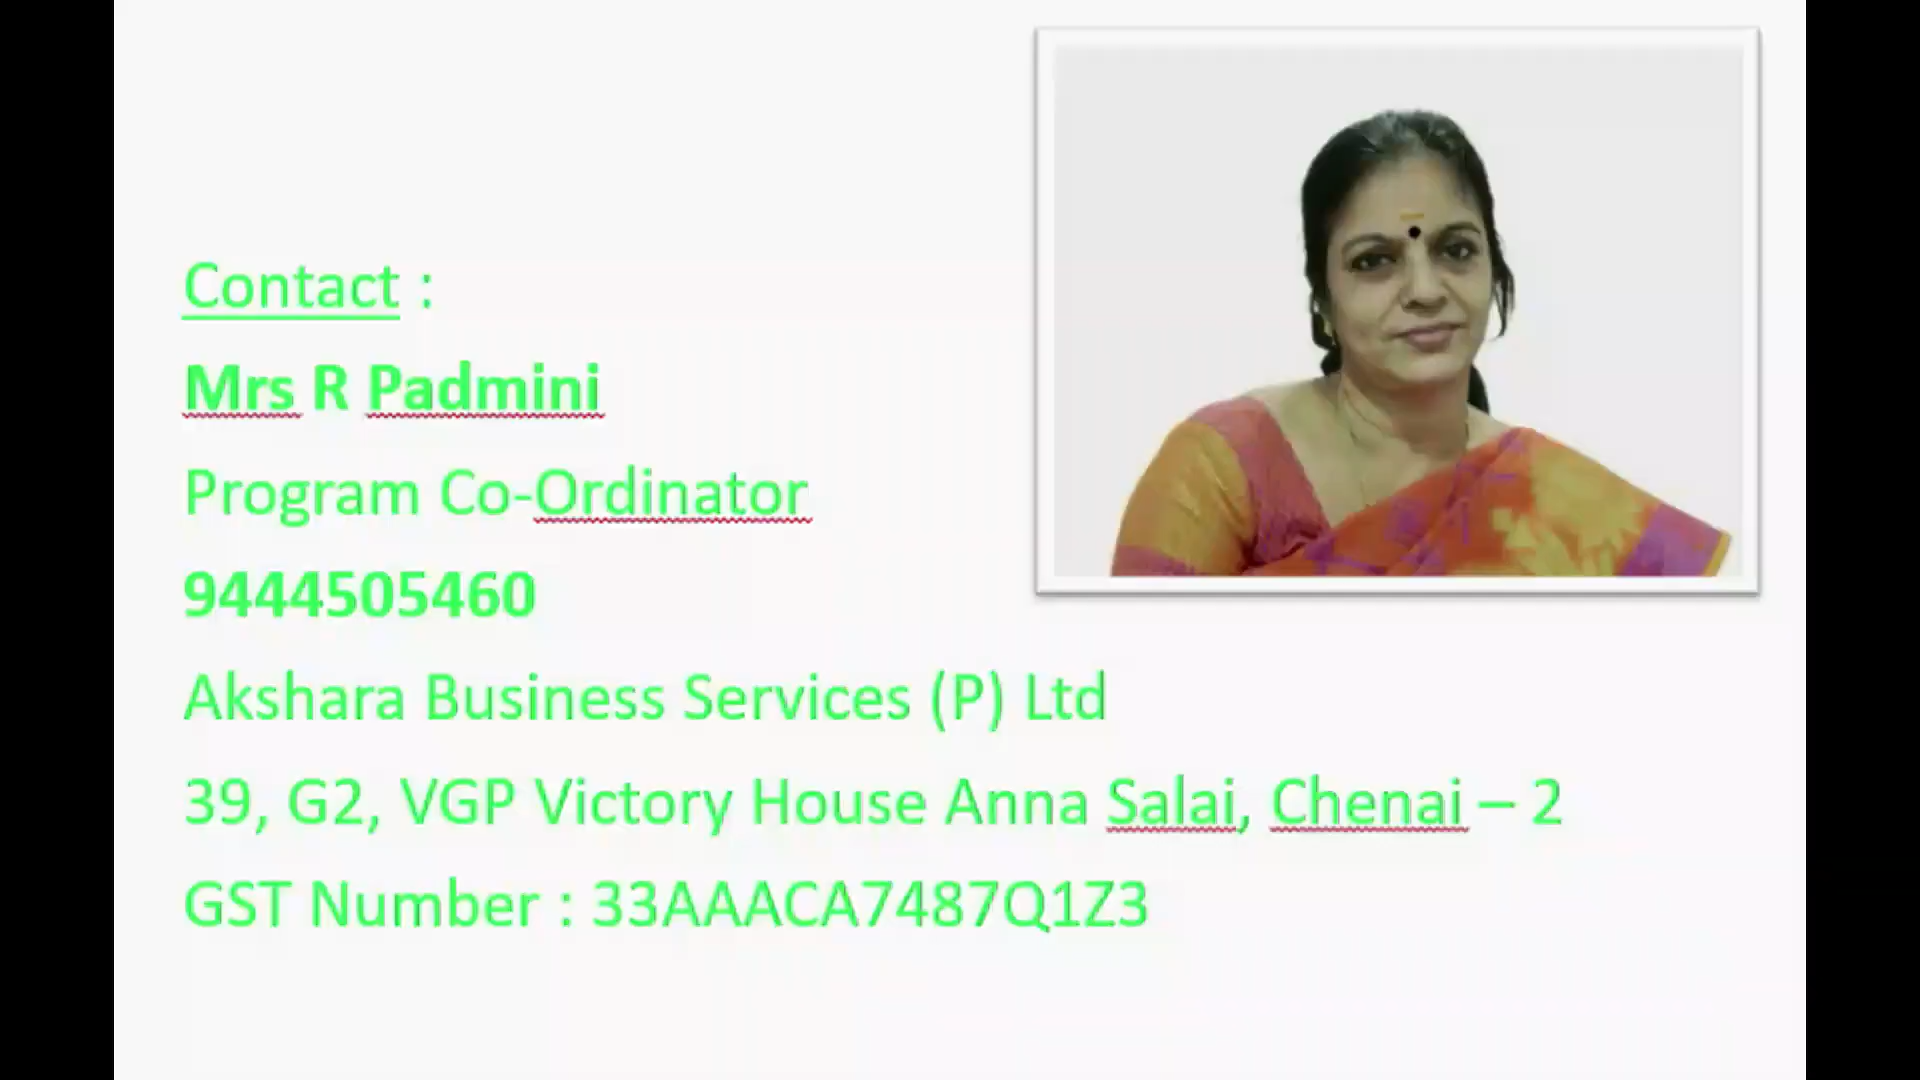 Contact :
Mrs R Padmini
Program Co-Ordinator
9444505460
Akshara Business Services (P) Ltd
39, G2, VGP Victory House Anna Salai, Chenai – 2
GST Number : 33AAACA7487Q1Z3